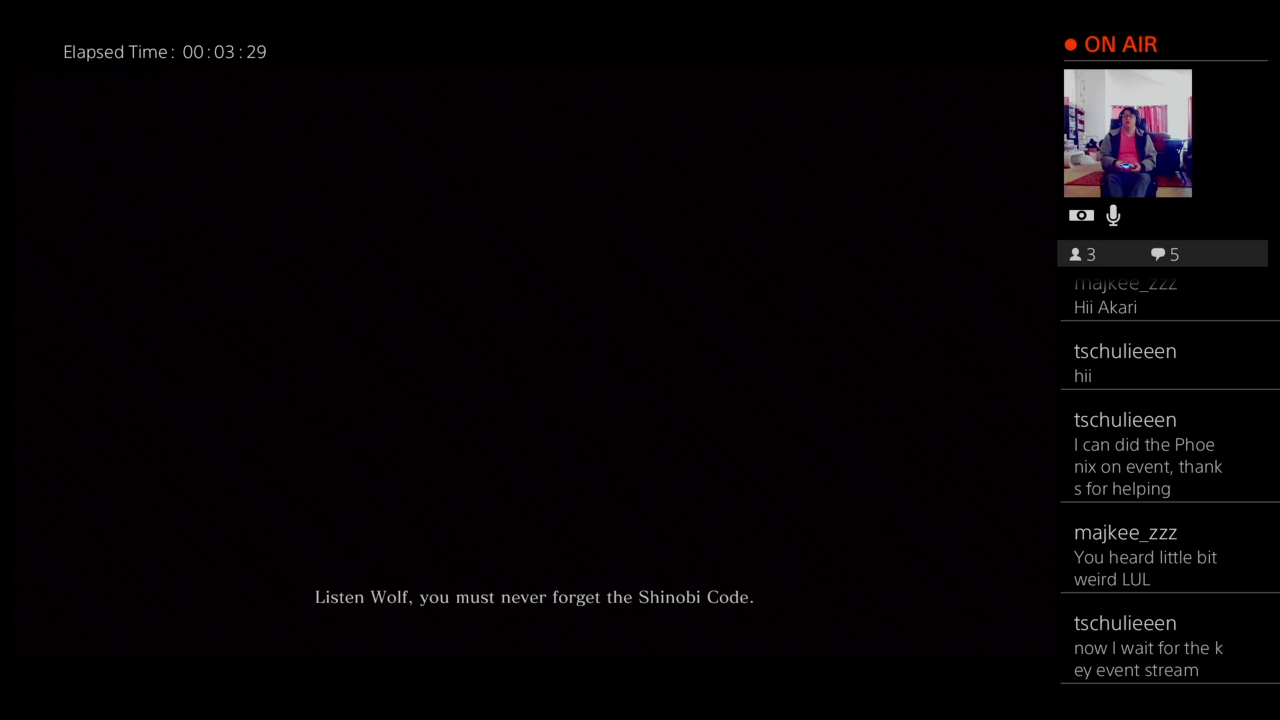 Elapsed Time: 00:03:29
ON AIR
3 5
majkee_zzz
Hii Akari
tschulieeen
hii
tschulieeen
I can did the Phoe
nix on event, thank
s for helping
majkee_zzz
You heard little bit
weird LUL
tschulieeen
now I wait for the k
ey event stream
Listen Wolf, you must never forget the Shinobi Code.